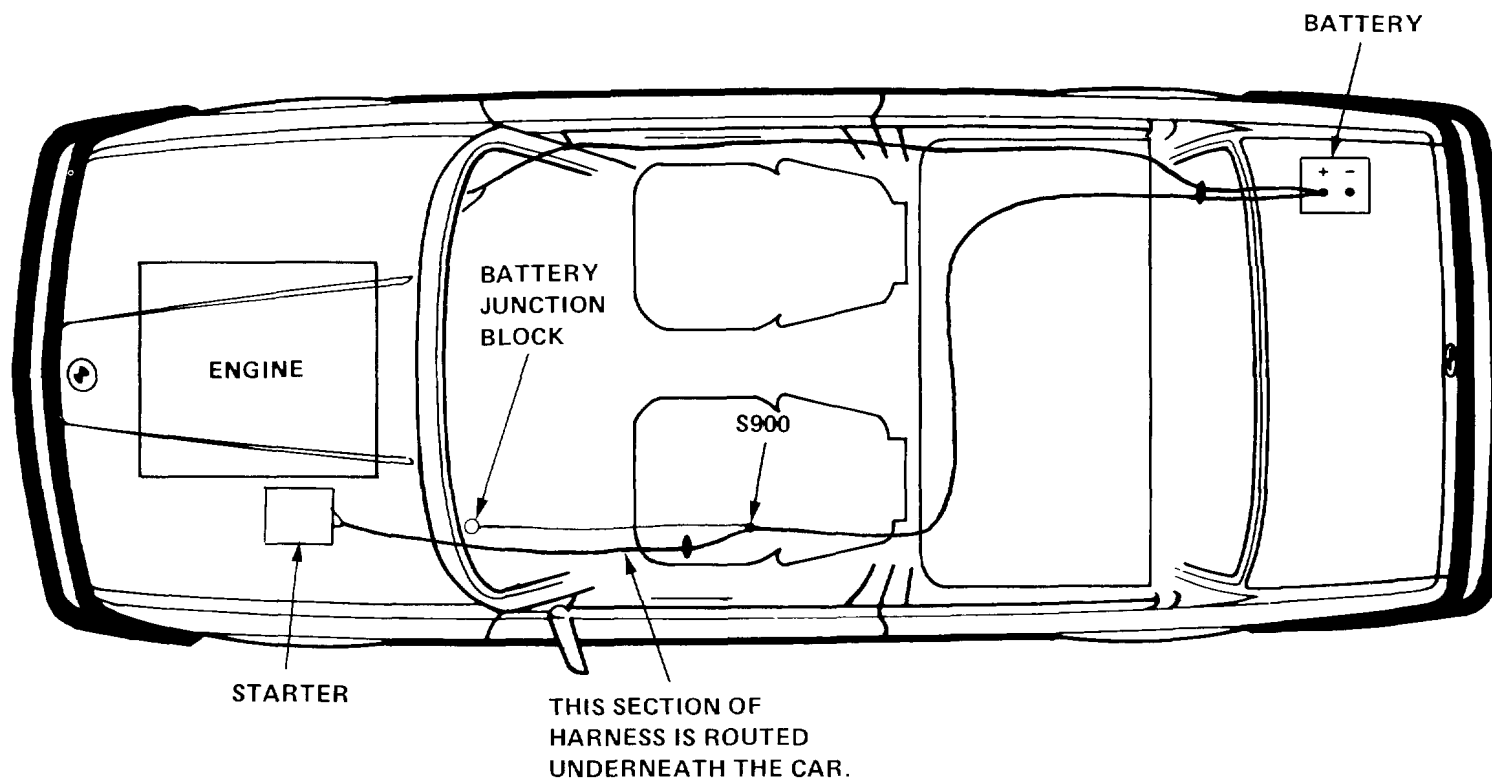 BATTERY
+ -
BATTERY
JUNCTION
BLOCK
ENGINE
S900
STARTER
THIS SECTION OF
HARNESS IS ROUTED
UNDERNEATH THE CAR.